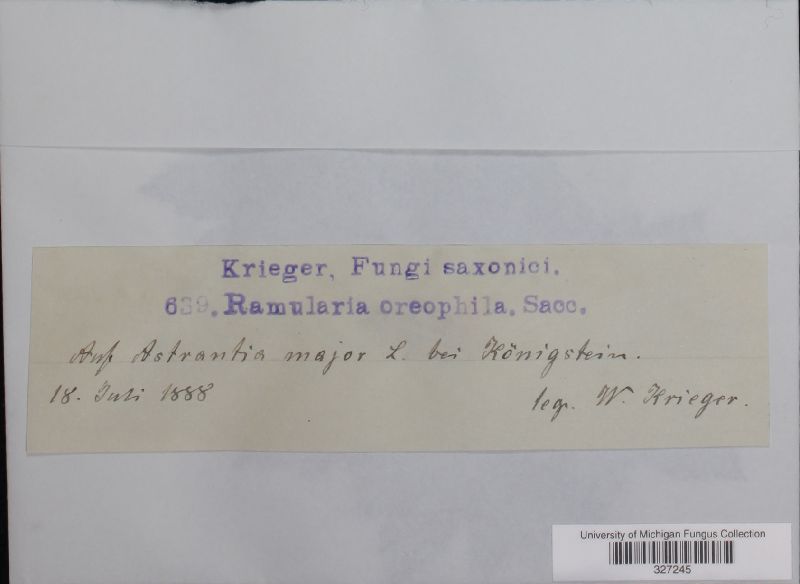 Krieger, Fungi saxonici.
639. Ramularia oreophila. Sacc.
Auf Astrantia major L. bei Königstein.
18. Juli 1888
leg. W. Krieger.
University of Michigan Fungus Collection
327245